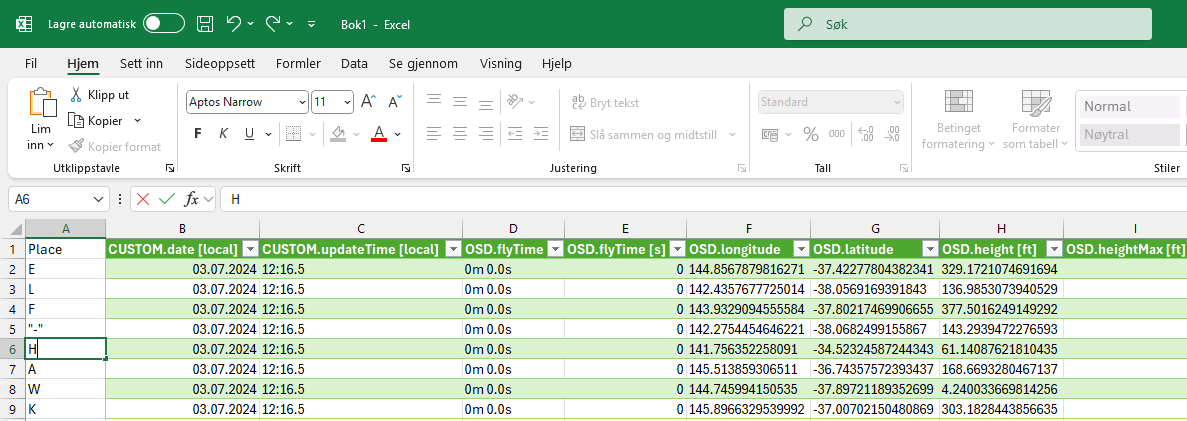 Lagre automatisk Bok1 - Excel Søk
Fil Hjem Sett inn Sideoppsett Formler Data Se gjennom Visning Hjelp
Lim inn
Klipp ut
Kopier
Kopier format
Utklippstavle
Aptos Narrow 11 A A
F K U A
Skrift
ab Bryt tekst
Slå sammen og midtstill
Justering
Standard
% 000
Tall
Betinget formatering
Formater som tabell
Normal
Nøytral
Stiler
A6 fx H
A B C D E F G H I
1 Place CUSTOM.date [local] CUSTOM.updateTime [local] OSD.flyTime OSD.flyTime [s] OSD.longitude OSD.latitude OSD.height [ft] OSD.heightMax [ft]
2 E 03.07.2024 12:16.5 0m 0.0s 0 144.8567879816271 -37.42277804382341 329.1721074691694
3 L 03.07.2024 12:16.5 0m 0.0s 0 142.4357677725014 -38.0569169391843 136.9853073940529
4 F 03.07.2024 12:16.5 0m 0.0s 0 143.9329094555584 -37.80217469906655 377.5016249149292
5 "-" 03.07.2024 12:16.5 0m 0.0s 0 142.2754454646221 -38.0682499155867 143.2939472276593
6 H 03.07.2024 12:16.5 0m 0.0s 0 141.756352258091 -34.52324587244343 61.14087621810435
7 A 03.07.2024 12:16.5 0m 0.0s 0 145.513859306511 -36.74357572393437 168.6693280467137
8 W 03.07.2024 12:16.5 0m 0.0s 0 144.745994150535 -37.89721189352699 4.240033669814256
9 K 03.07.2024 12:16.5 0m 0.0s 0 145.8966329539992 -37.00702150480869 303.1828443856635